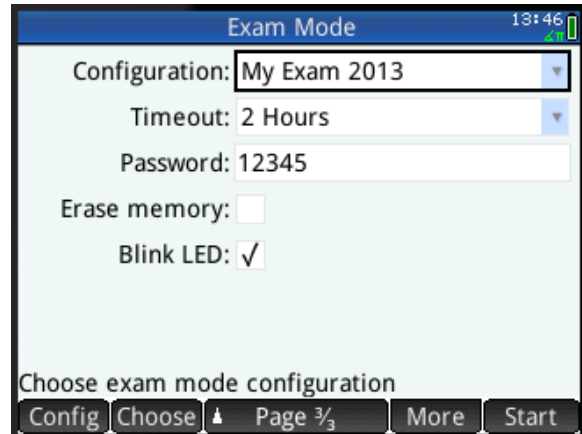 Exam Mode 13:46
∡π
Configuration: My Exam 2013
Timeout: 2 Hours
Password: 12345
Erase memory:
Blink LED: √
Choose exam mode configuration
Config Choose Page ³⁄₃ More Start